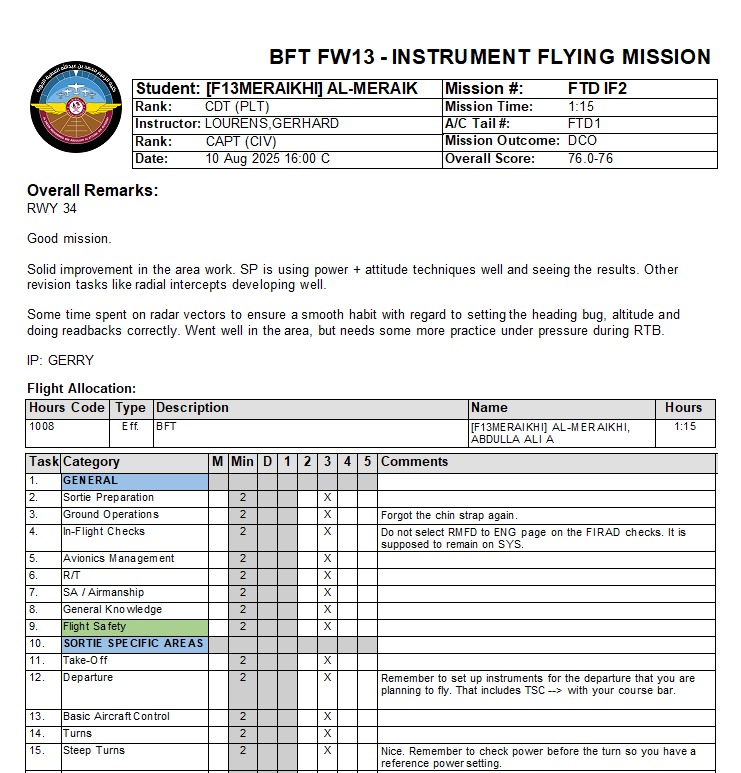 BFT FW13 - INSTRUMENT FLYING MISSION
Student: [F13MERAIKHI] AL-MERAIK Mission #: FTD IF2
Rank: CDT (PLT) Mission Time: 1:15
Instructor: LOURENS,GERHARD A/C Tail #: FTD1
Rank: CAPT (CIV) Mission Outcome: DCO
Date: 10 Aug 2025 16:00 C Overall Score: 76.0-76
Overall Remarks:
RWY 34
Good mission.
Solid improvement in the area work. SP is using power + attitude techniques well and seeing the results. Other
revision tasks like radial intercepts developing well.
Some time spent on radar vectors to ensure a smooth habit with regard to setting the heading bug, altitude and
doing readbacks correctly. Went well in the area, but needs some more practice under pressure during RTB.
IP: GERRY
Flight Allocation:
Hours Code Type Description Name Hours
1008 Eff. BFT [F13MERAIKHI] AL-MERAIKHI, 1:15
ABDULLA ALI A
Task Category M Min D 1 2 3 4 5 Comments
1. GENERAL
2. Sortie Preparation 2 X
3. Ground Operations 2 X Forgot the chin strap again.
4. In-Flight Checks 2 X Do not select RMFD to ENG page on the FIRAD checks. It is
supposed to remain on SYS.
5. Avionics Management 2 X
6. R/T 2 X
7. SA / Airmanship 2 X
8. General Knowledge 2 X
9. Flight Safety 2 X
10. SORTIE SPECIFIC AREAS
11. Take-Off 2 X
12. Departure 2 X Remember to set up instruments for the departure that you are
planning to fly. That includes TSC --> with your course bar.
13. Basic Aircraft Control 2 X
14. Turns 2 X
15. Steep Turns 2 X Nice. Remember to check power before the turn so you have a
reference power setting.